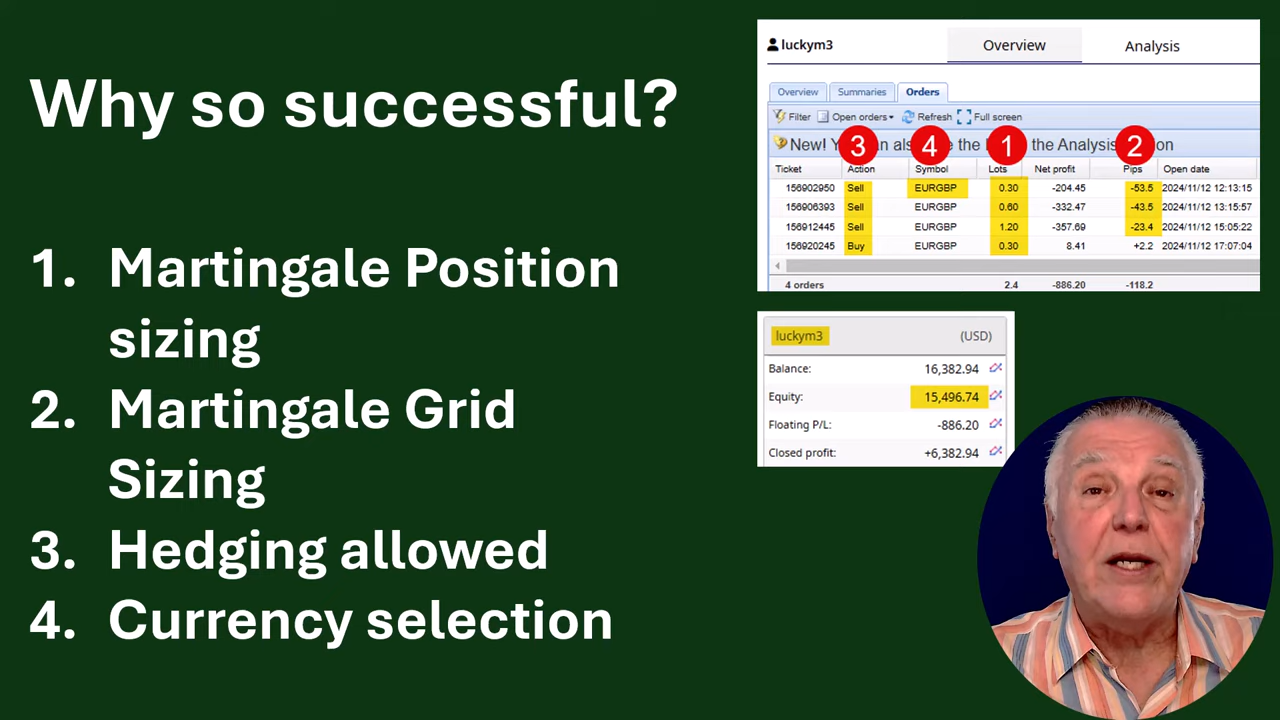 Why so successful?
1. Martingale Position
sizing
2. Martingale Grid
Sizing
3. Hedging allowed
4. Currency selection
luckym3 Overview Analysis
Overview Summaries Orders
Filter Open orders Refresh Full screen
New! 3 4 the 1 the Analysis 2
Ticket Action Symbol Lots Net profit Pips Open date
156902950 Sell EURGBP 0.30 -204.45 -53.5 2024/11/12 12:13:15
156906393 Sell EURGBP 0.60 -332.47 -43.5 2024/11/12 13:15:57
156912445 Sell EURGBP 1.20 -357.69 -23.4 2024/11/12 15:05:22
156920245 Buy EURGBP 0.30 8.41 +2.2 2024/11/12 17:07:04
4 orders 2.4 -886.20 -118.2
luckym3 (USD)
Balance: 16,382.94
Equity: 15,496.74
Floating P/L: -886.20
Closed profit: +6,382.94